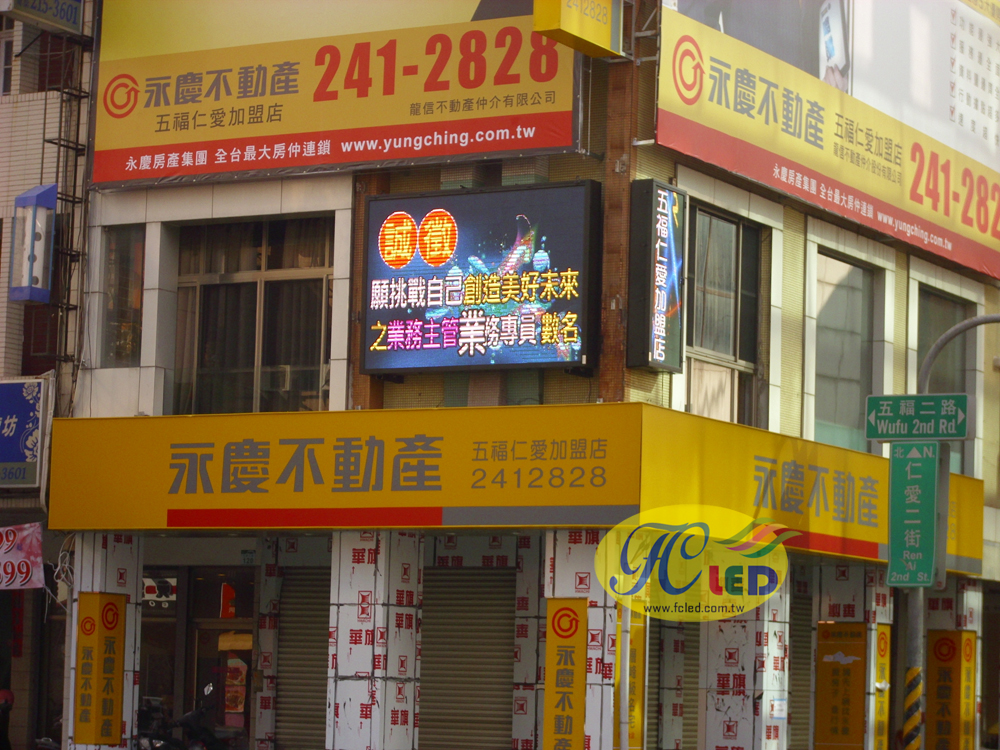 215-3601
2412828
永慶不動產 241-2828
五福仁愛加盟店
龍信不動產仲介有限公司
永慶房產集團 全台最大房仲連鎖 www.yungching.com.tw
永慶不動產
五福仁愛加盟店
241-282
永慶房產集團 全台最大房仲連鎖 www.yungching.com.tw
誠徵
願挑戰自己創造美好未來
之業務主管業務專員數名
五福仁愛加盟店
坊
-3601
永慶不動產
五福仁愛加盟店
2412828
永慶不動產
五福二路
Wufu 2nd Rd.
北 N.
仁愛二街
Ren Ai
2nd St.
FC LED
www.fcled.com.tw
99
899
華旗
永慶不動產
永慶不動產